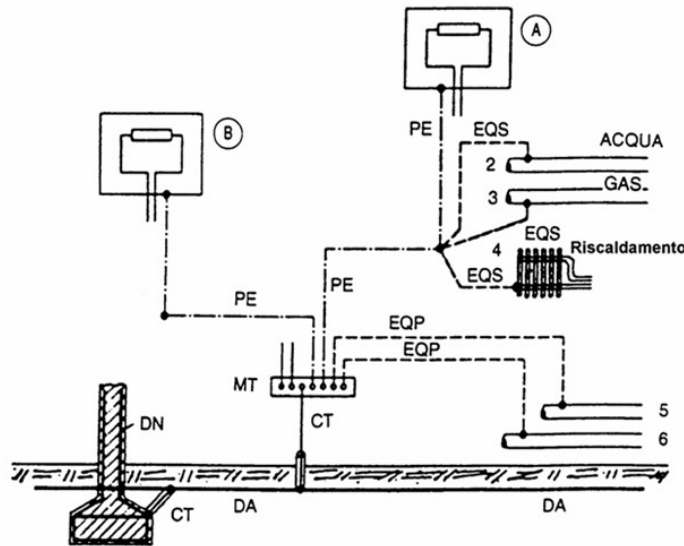 A
B
PE
EQS
ACQUA
2
3
GAS
4
EQS
Riscaldamento
EQS
PE
PE
EQP
EQP
MT
CT
5
6
DN
CT
DA
DA